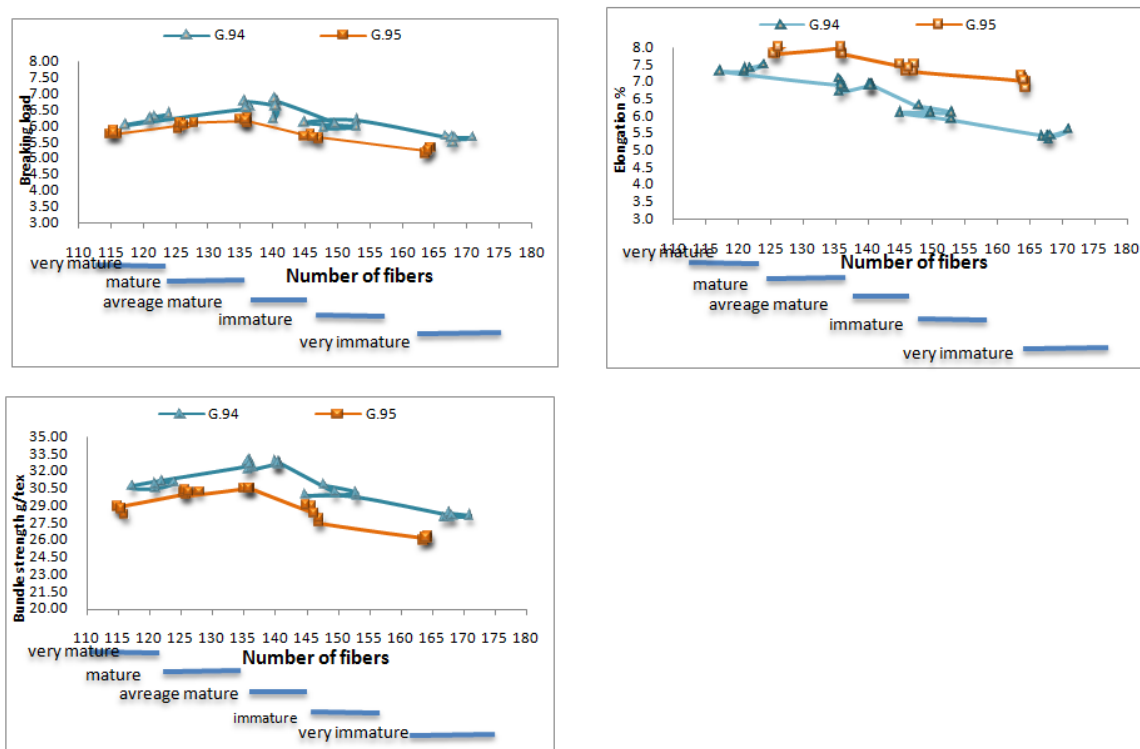 G.94 G.95
Breaking load
8.00
7.50
7.00
6.50
6.00
5.50
5.00
4.50
4.00
3.50
3.00
110 115 120 125 130 135 140 145 150 155 160 165 170 175 180
Number of fibers
very mature
mature
avreage mature
immature
very immature
G.94 G.95
Elongation %
8.0
7.5
7.0
6.5
6.0
5.5
5.0
4.5
4.0
3.5
3.0
110 115 120 125 130 135 140 145 150 155 160 165 170 175 180
Number of fibers
very mature
mature
avreage mature
immature
very immature
G.94 G.95
Bundle strength g/tex
35.00
33.50
32.00
30.50
29.00
27.50
26.00
24.50
23.00
21.50
20.00
110 115 120 125 130 135 140 145 150 155 160 165 170 175 180
Number of fibers
very mature
mature
avreage mature
immature
very immature